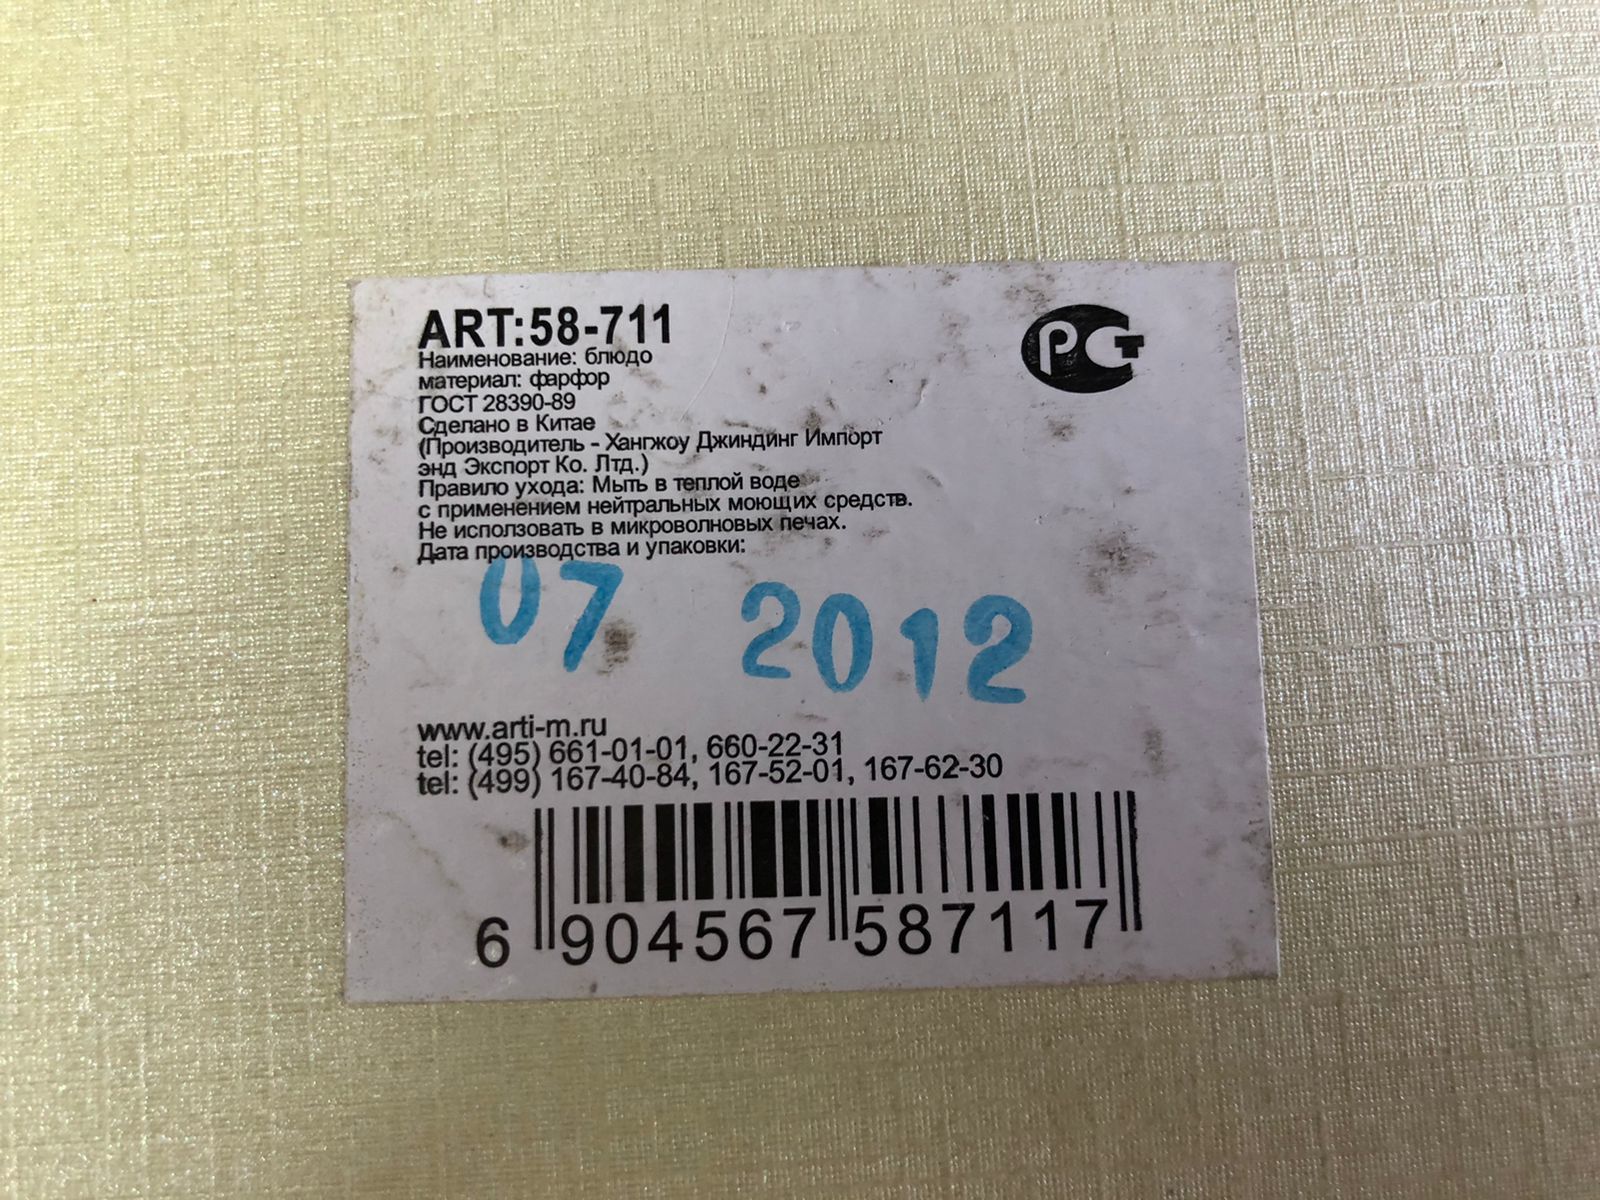 ART:58-711
Наименование: блюдо
материал: фарфор
ГОСТ 28390-89
Сделано в Китае
(Производитель - Хангжоу Джиндинг Импорт
энд Экспорт Ко. Лтд.)
Правило ухода: Мыть в теплой воде
с применением нейтральных моющих средств.
Не исползовать в микроволновых печах.
Дата производства и упаковки:
07 2012
www.arti-m.ru
tel: (495) 661-01-01, 660-22-31
tel: (499) 167-40-84, 167-52-01, 167-62-30
6 904567 587117
РСТ